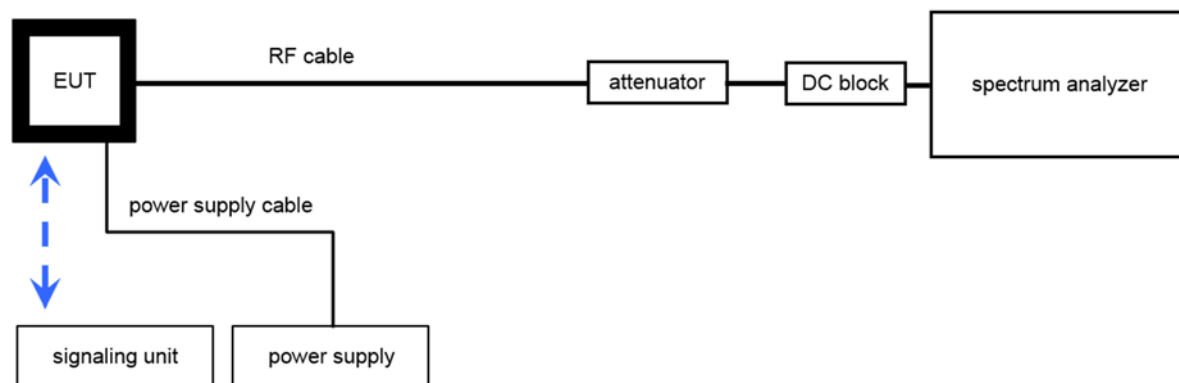 EUT
RF cable
attenuator
DC block
spectrum analyzer
power supply cable
signaling unit
power supply